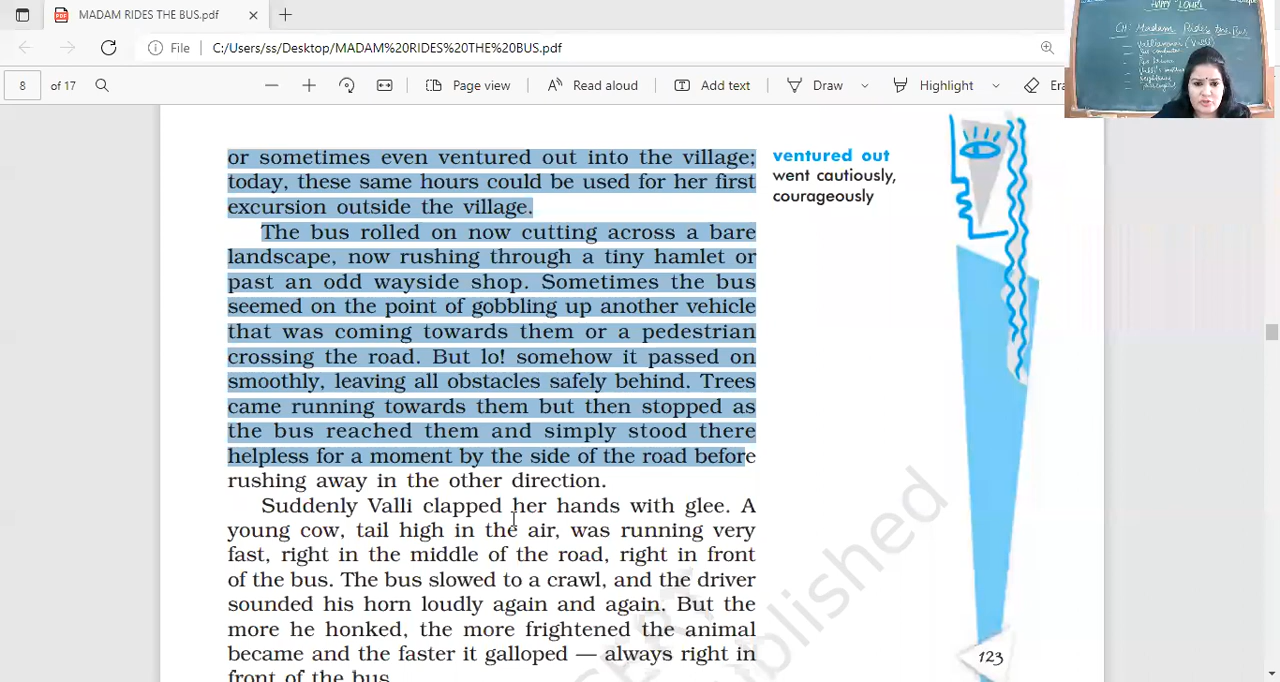 MADAM RIDES THE BUS.pdf
File
C:/Users/ss/Desktop/MADAM%20RIDES%20THE%20BUS.pdf
8 of 17
Page view
Read aloud
Add text
Draw
Highlight
Era
CH: Madam Rides the Bus
or sometimes even ventured out into the village;
today, these same hours could be used for her first
excursion outside the village.
The bus rolled on now cutting across a bare
landscape, now rushing through a tiny hamlet or
past an odd wayside shop. Sometimes the bus
seemed on the point of gobbling up another vehicle
that was coming towards them or a pedestrian
crossing the road. But lo! somehow it passed on
smoothly, leaving all obstacles safely behind. Trees
came running towards them but then stopped as
the bus reached them and simply stood there
helpless for a moment by the side of the road before
rushing away in the other direction.
Suddenly Valli clapped her hands with glee. A
young cow, tail high in the air, was running very
fast, right in the middle of the road, right in front
of the bus. The bus slowed to a crawl, and the driver
sounded his horn loudly again and again. But the
more he honked, the more frightened the animal
became and the faster it galloped — always right in
front of the bus.
ventured out
went cautiously,
courageously
123